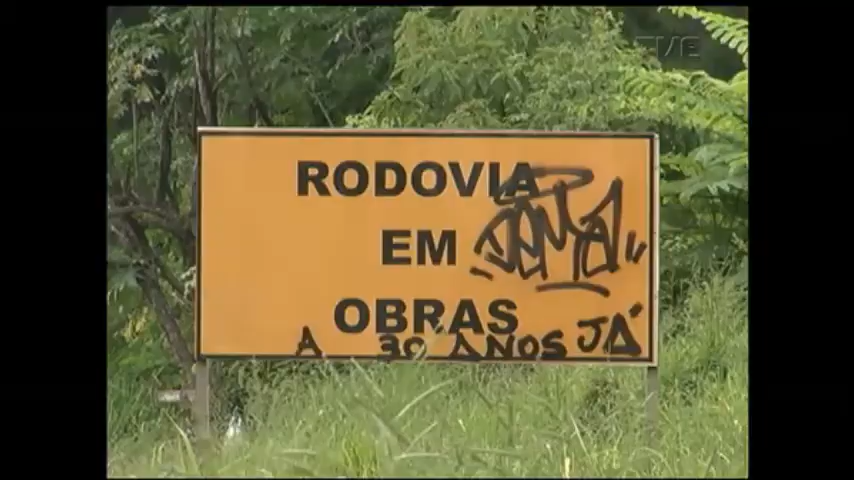 TVE
RODOVIA
EM
OBRAS
A 30 ANOS JÁ